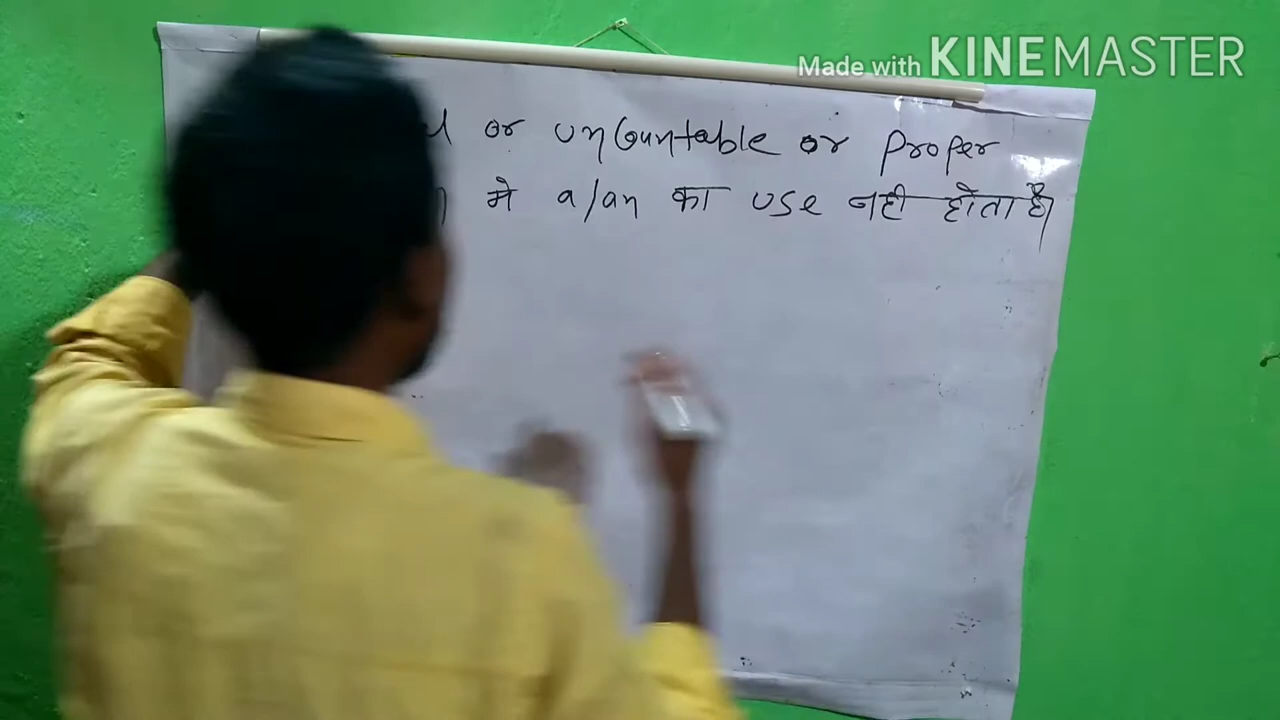 Made with KINEMASTER
or uncountable or proper
मे a/an का use नही होता है।